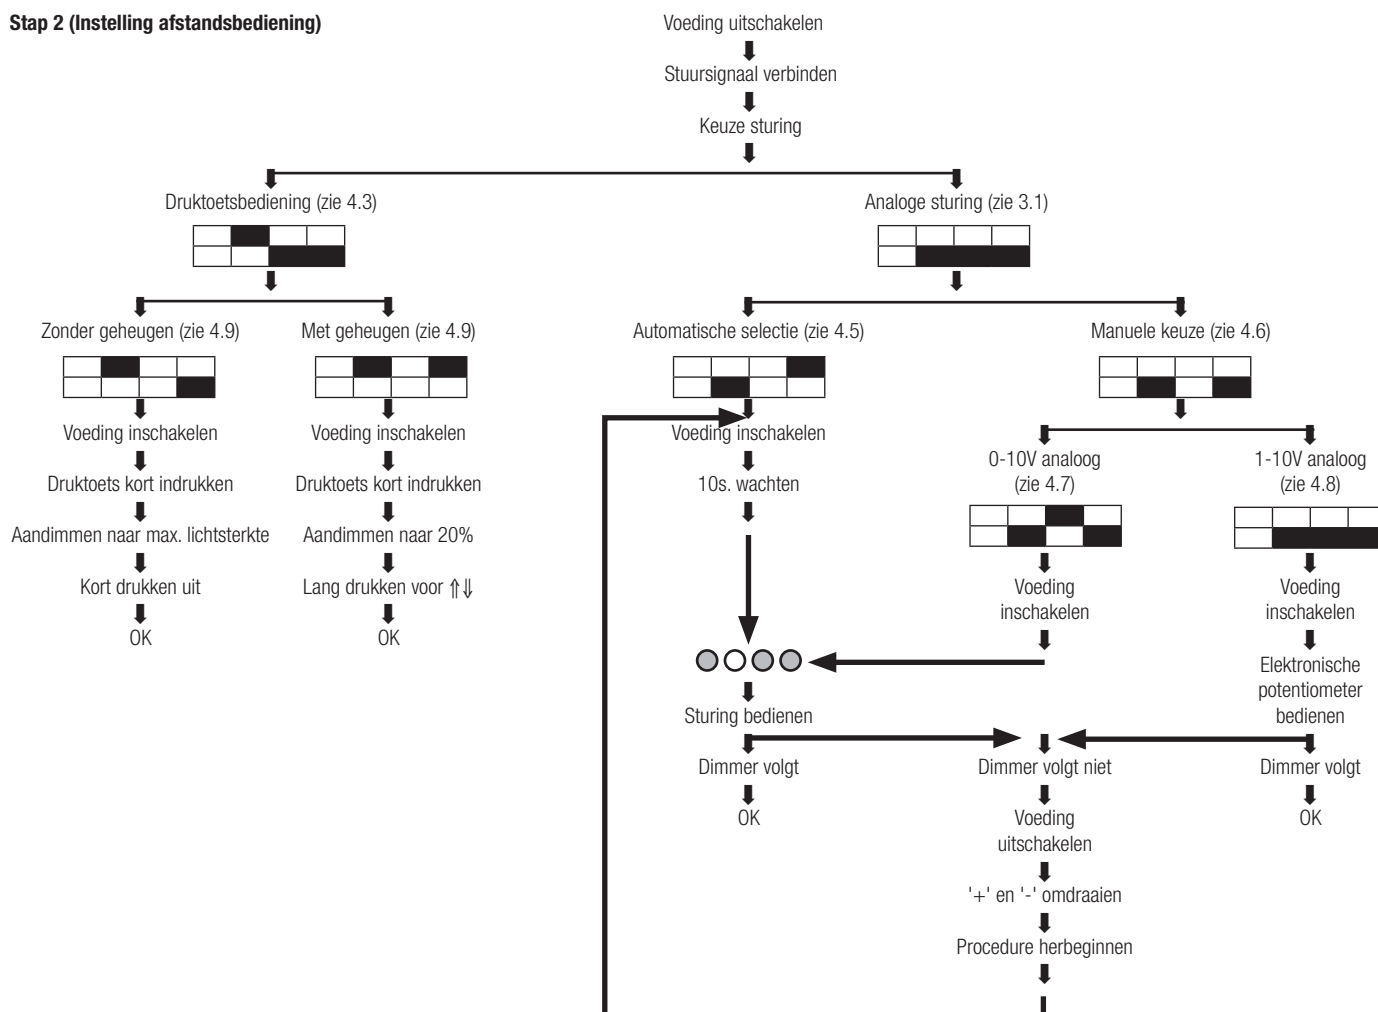 Stap 2 (Instelling afstandsbediening)
Voeding uitschakelen
Stuursignaal verbinden
Keuze sturing
Druktoetsbediening (zie 4.3)
Analoge sturing (zie 3.1)
Zonder geheugen (zie 4.9)
Met geheugen (zie 4.9)
Automatische selectie (zie 4.5)
Manuele keuze (zie 4.6)
Voeding inschakelen
Voeding inschakelen
Voeding inschakelen
0-10V analoog
(zie 4.7)
1-10V analoog
(zie 4.8)
Druktoets kort indrukken
Druktoets kort indrukken
10s. wachten
Aandimmen naar max. lichtsterkte
Aandimmen naar 20%
Kort drukken uit
Lang drukken voor ⇑⇓
Voeding
inschakelen
Voeding
inschakelen
OK
OK
Elektronische
potentiometer
bedienen
Sturing bedienen
Dimmer volgt
Dimmer volgt niet
Dimmer volgt
OK
Voeding
uitschakelen
OK
'+' en '-' omdraaien
Procedure herbeginnen